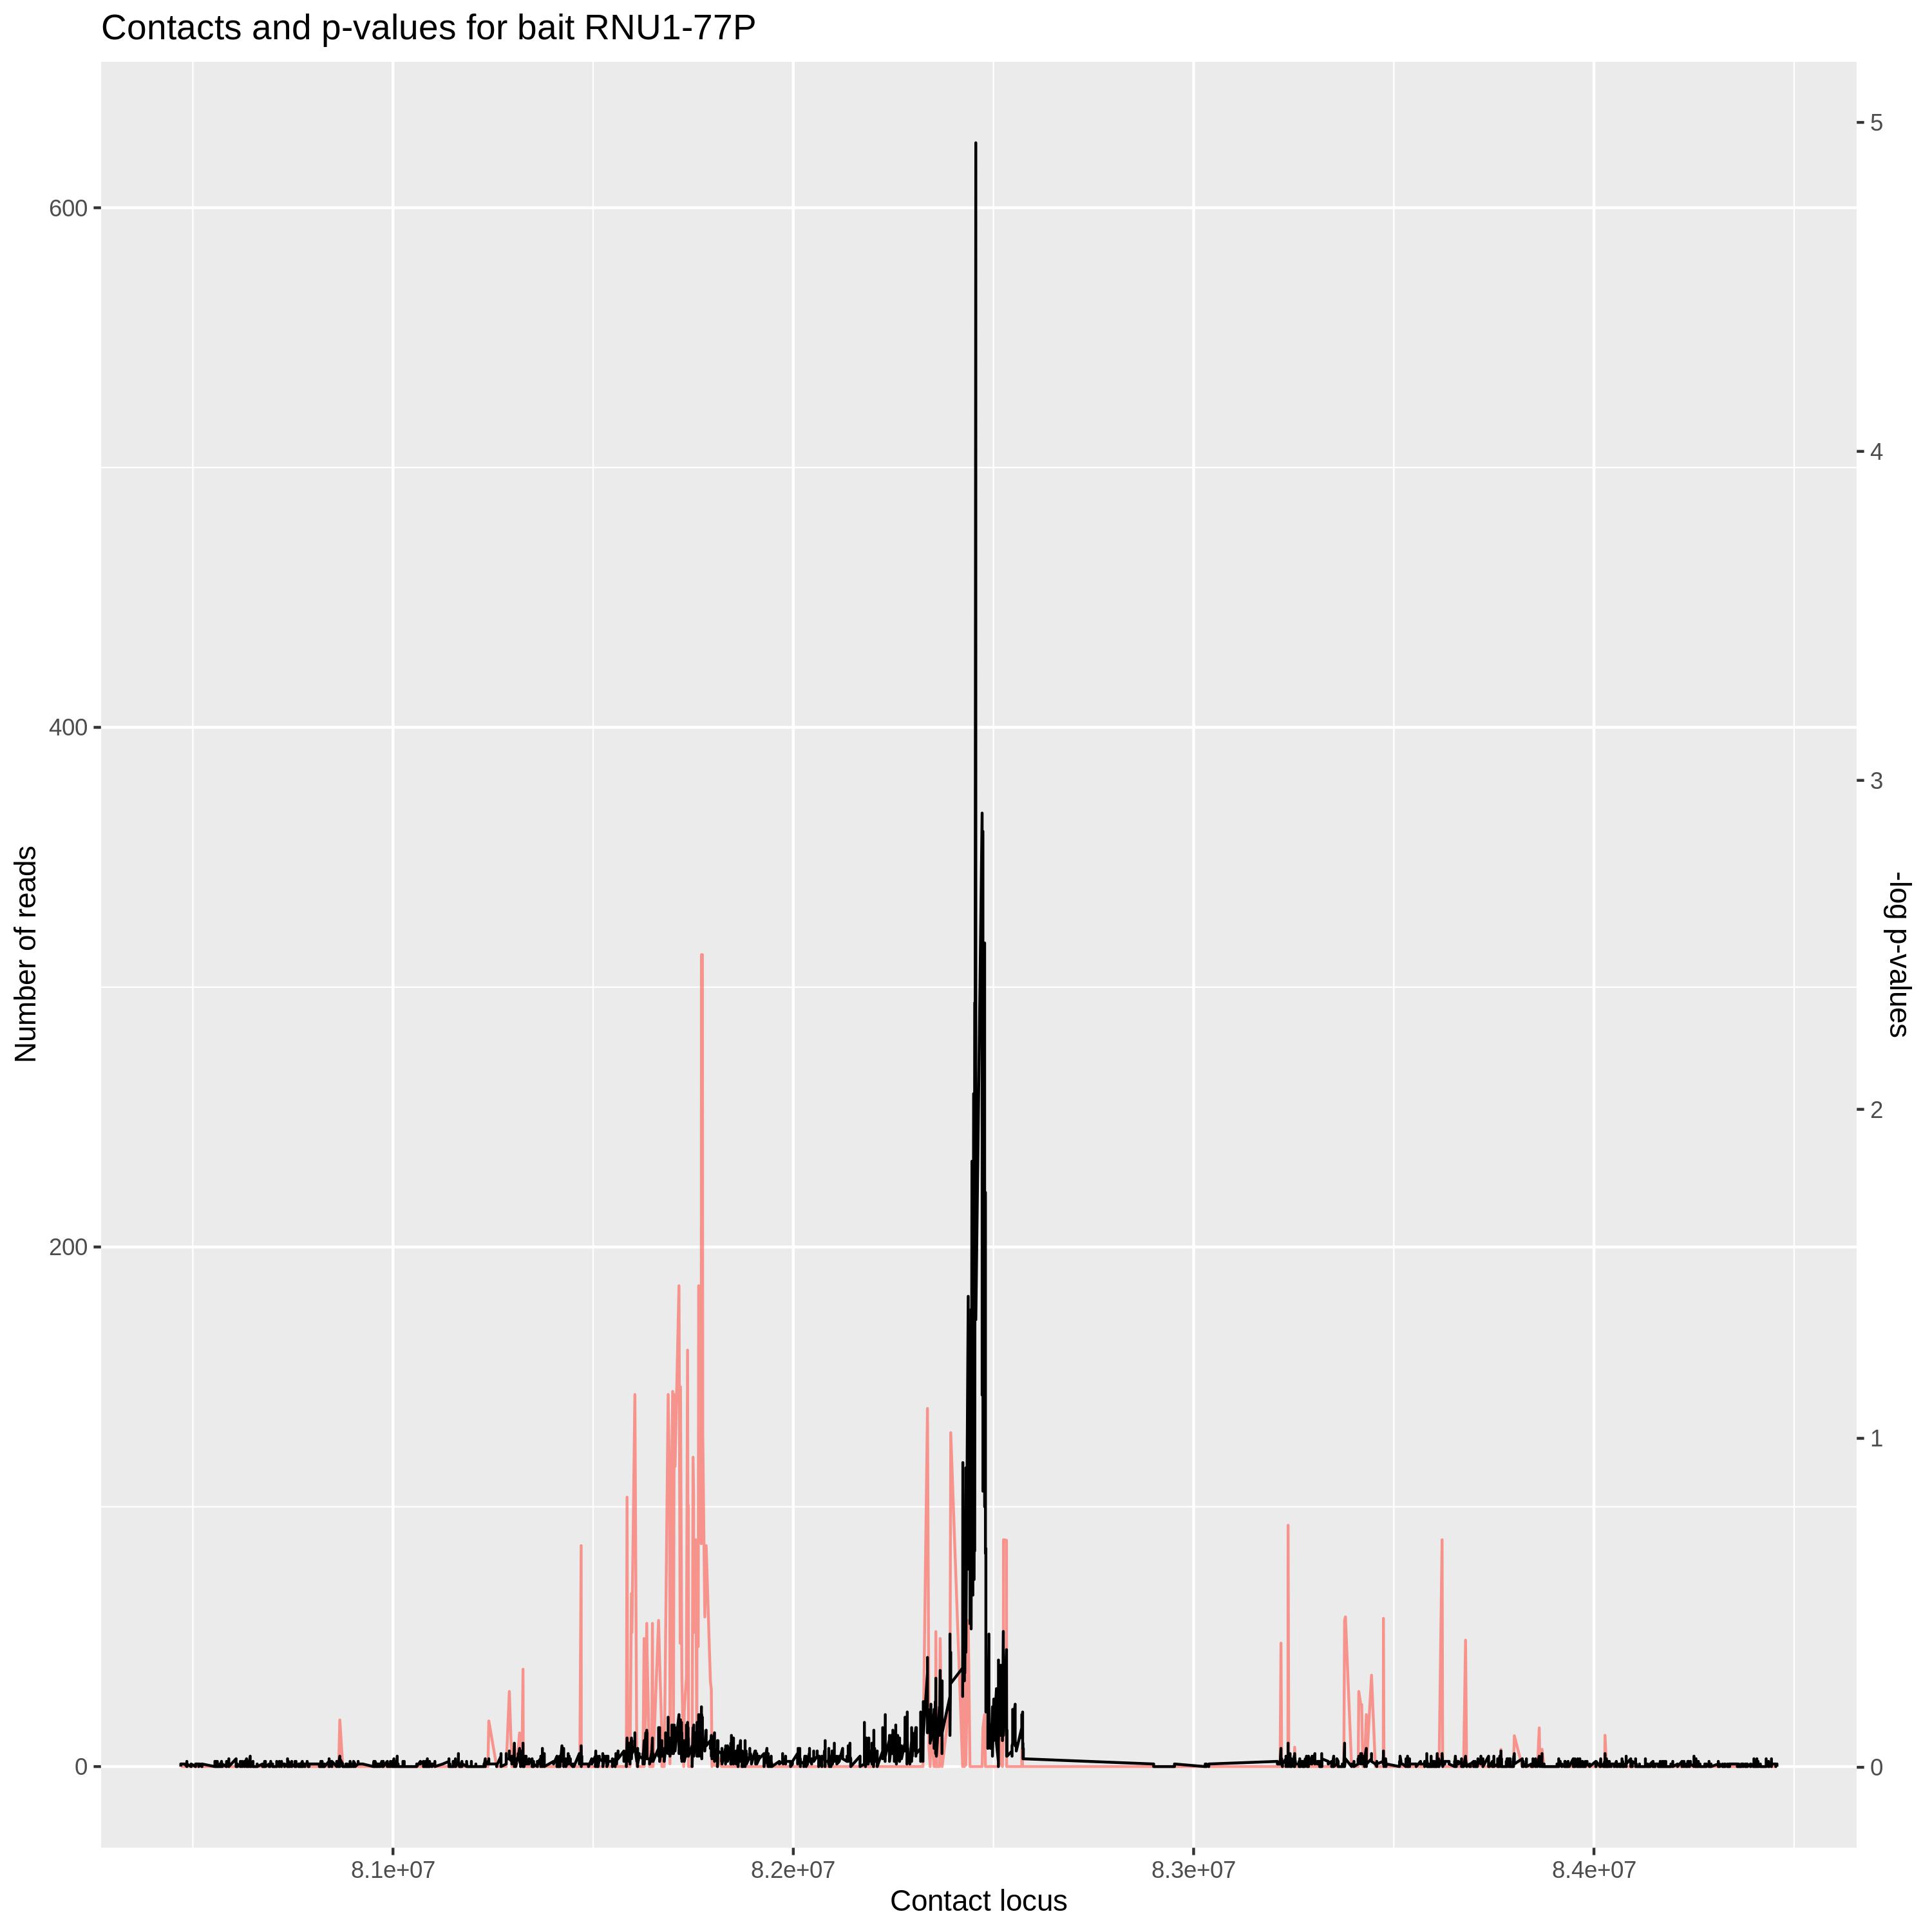 Contacts and p-values for bait RNU1-77P
600
400
200
0
Number of reads
5
4
3
2
1
0
-log p-values
8.1e+07 8.2e+07 8.3e+07 8.4e+07
Contact locus